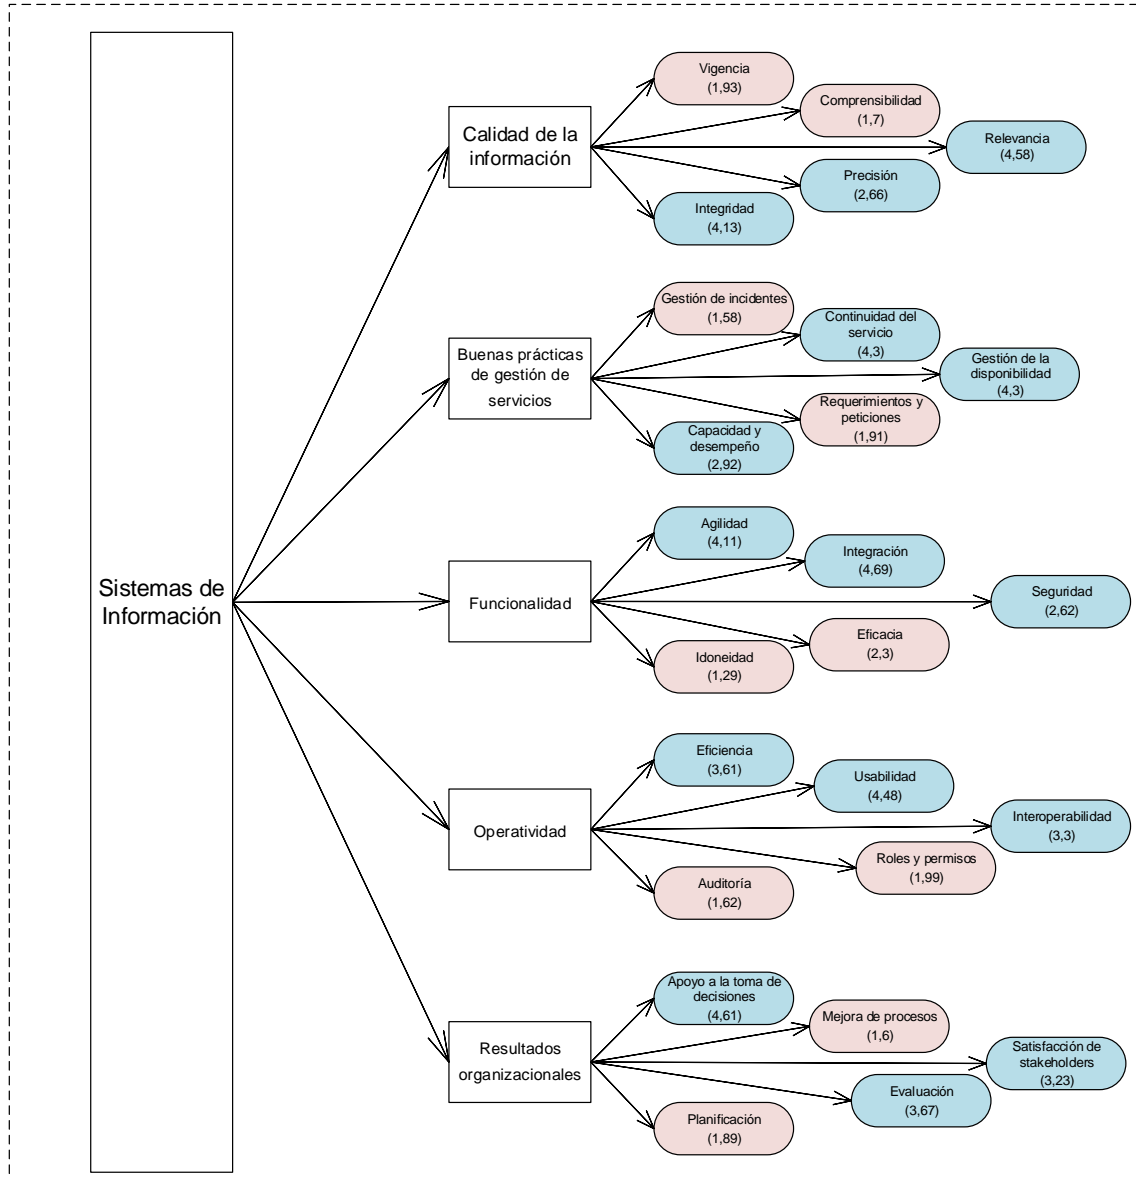 Sistemas de
Información
Calidad de la
información
Vigencia
(1,93)
Comprensibilidad
(1,7)
Relevancia
(4,58)
Precisión
(2,66)
Integridad
(4,13)
Buenas prácticas
de gestión de
servicios
Gestión de incidentes
(1,58)
Continuidad del
servicio
(4,3)
Gestión de la
disponibilidad
(4,3)
Requerimientos y
peticiones
(1,91)
Capacidad y
desempeño
(2,92)
Funcionalidad
Agilidad
(4,11)
Integración
(4,69)
Seguridad
(2,62)
Eficacia
(2,3)
Idoneidad
(1,29)
Operatividad
Eficiencia
(3,61)
Usabilidad
(4,48)
Interoperabilidad
(3,3)
Roles y permisos
(1,99)
Auditoría
(1,62)
Resultados
organizacionales
Apoyo a la toma de
decisiones
(4,61)
Mejora de procesos
(1,6)
Satisfacción de
stakeholders
(3,23)
Evaluación
(3,67)
Planificación
(1,89)